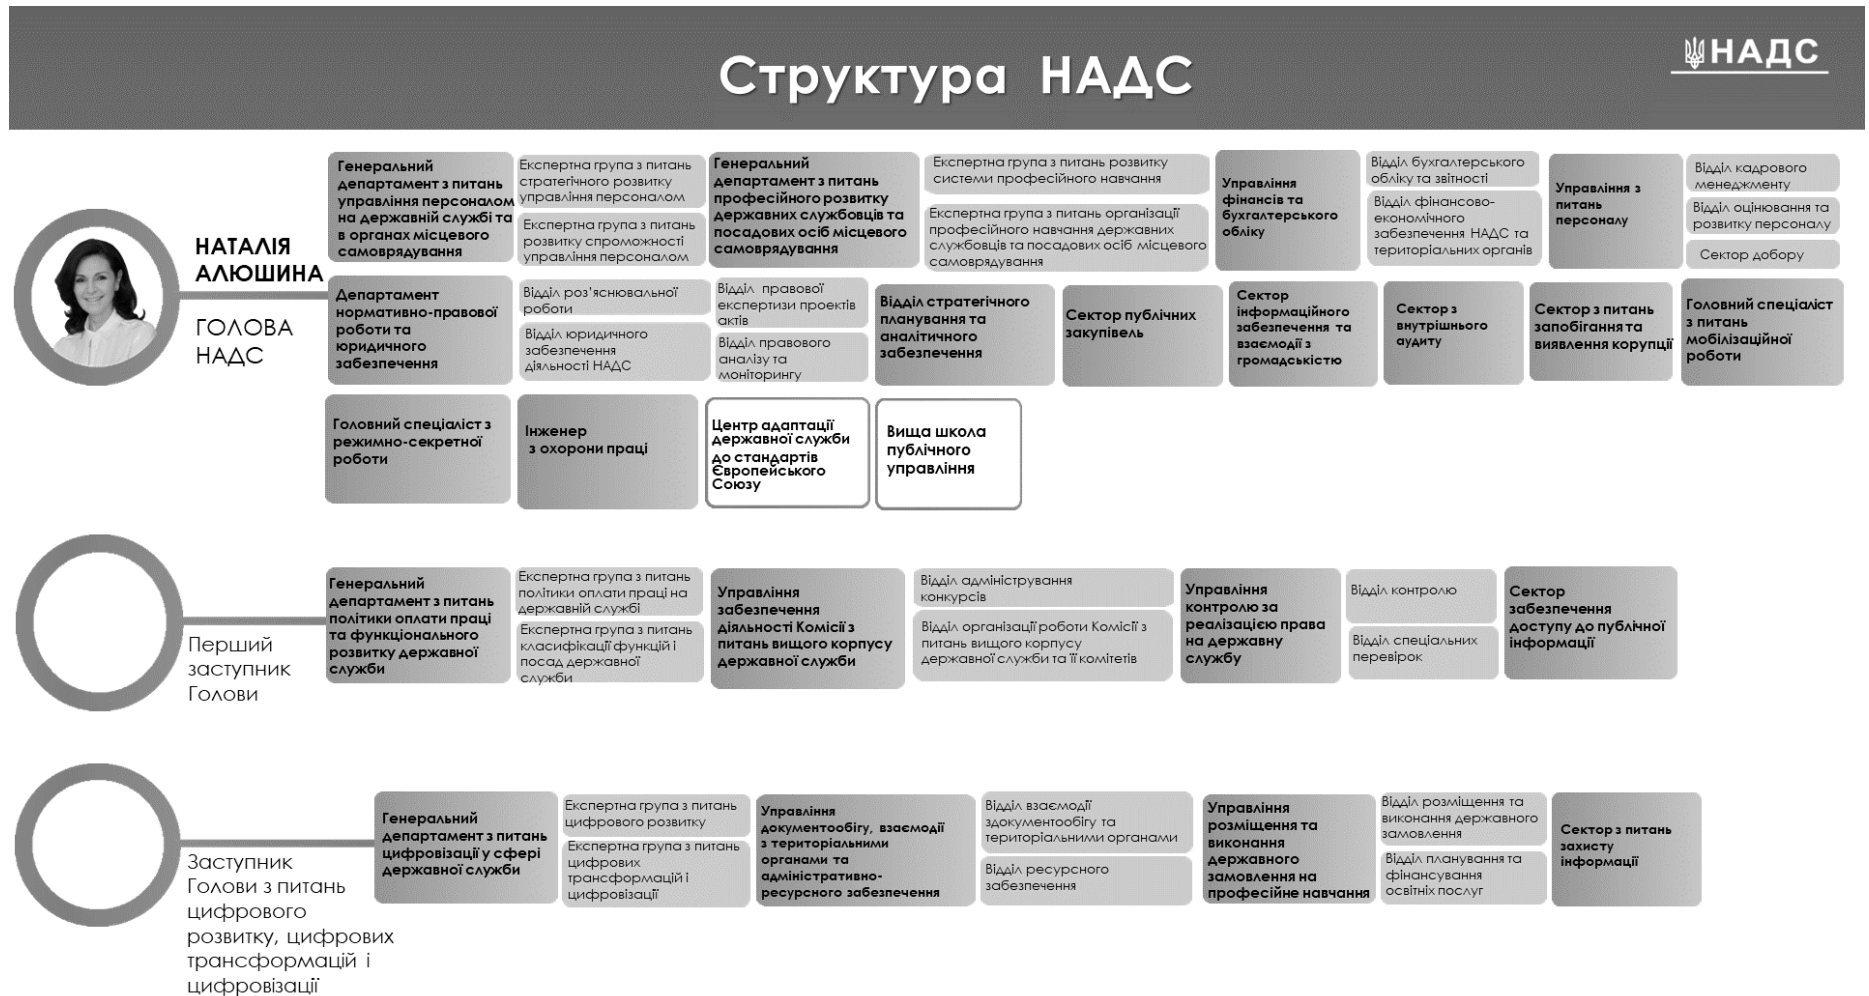 Структура НАДС
НАДС
НАТАЛІЯ
АЛЮШИНА
ГОЛОВА
НАДС
Генеральний
департамент з питань
управління персоналом
на державній службі та
в органах місцевого
самоврядування
Експертна група з питань
стратегічного розвитку
управління персоналом
Експертна група з питань
розвитку спроможності
управління персоналом
Генеральний
департамент з питань
професійного розвитку
державних службовців та
посадових осіб місцевого
самоврядування
Експертна група з питань розвитку
системи професійного навчання
Експертна група з питань організації
професійного навчання державних
службовців та посадових осіб місцевого
самоврядування
Управління
фінансів та
бухгалтерського
обліку
Відділ бухгалтерського
обліку та звітності
Відділ фінансово-
економічного
забезпечення НАДС та
територіальних органів
Управління з
питань
персоналу
Відділ кадрового
менеджменту
Відділ оцінювання та
розвитку персоналу
Сектор добору
Департамент
нормативно-правової
роботи та
юридичного
забезпечення
Відділ роз’яснювальної
роботи
Відділ юридичного
забезпечення
діяльності НАДС
Відділ правової
експертизи проектів
актів
Відділ правового
аналізу та
моніторингу
Відділ стратегічного
планування та
аналітичного
забезпечення
Сектор публічних
закупівель
Сектор
інформаційного
забезпечення та
взаємодії з
громадськістю
Сектор з
внутрішнього
аудиту
Сектор з питань
запобігання та
виявлення корупції
Головний спеціаліст
з питань
мобілізаційної
роботи
Головний спеціаліст з
режимно-секретної
роботи
Інженер
з охорони праці
Центр адаптації
державної служби
до стандартів
Європейського
Союзу
Вища школа
публічного
управління
Перший
заступник
Голови
Генеральний
департамент з питань
політики оплати праці
та функціонального
розвитку державної
служби
Експертна група з питань
політики оплати праці на
державній службі
Експертна група з питань
класифікації функцій і
посад державної
служби
Управління
забезпечення
діяльності Комісії з
питань вищого корпусу
державної служби
Відділ адміністрування
конкурсів
Відділ організації роботи Комісії з
питань вищого корпусу
державної служби та її комітетів
Управління
контролю за
реалізацією права
на державну
службу
Відділ контролю
Відділ спеціальних
перевірок
Сектор
забезпечення
доступу до публічної
інформації
Заступник
Голови з питань
цифрового
розвитку, цифрових
трансформацій і
цифровізації
Генеральний
департамент з питань
цифровізації у сфері
державної служби
Експертна група з питань
цифрового розвитку
Експертна група з питань
цифрових
трансформацій і
цифровізації
Управління
документообігу, взаємодії
з територіальними
органами та
адміністративно-
ресурсного забезпечення
Відділ взаємодії
здокументообігу та
територіальними органами
Відділ ресурсного
забезпечення
Управління
розміщення та
виконання
державного
замовлення на
професійне навчання
Відділ розміщення та
виконання державного
замовлення
Відділ планування та
фінансування
освітніх послуг
Сектор з питань
захисту
інформації